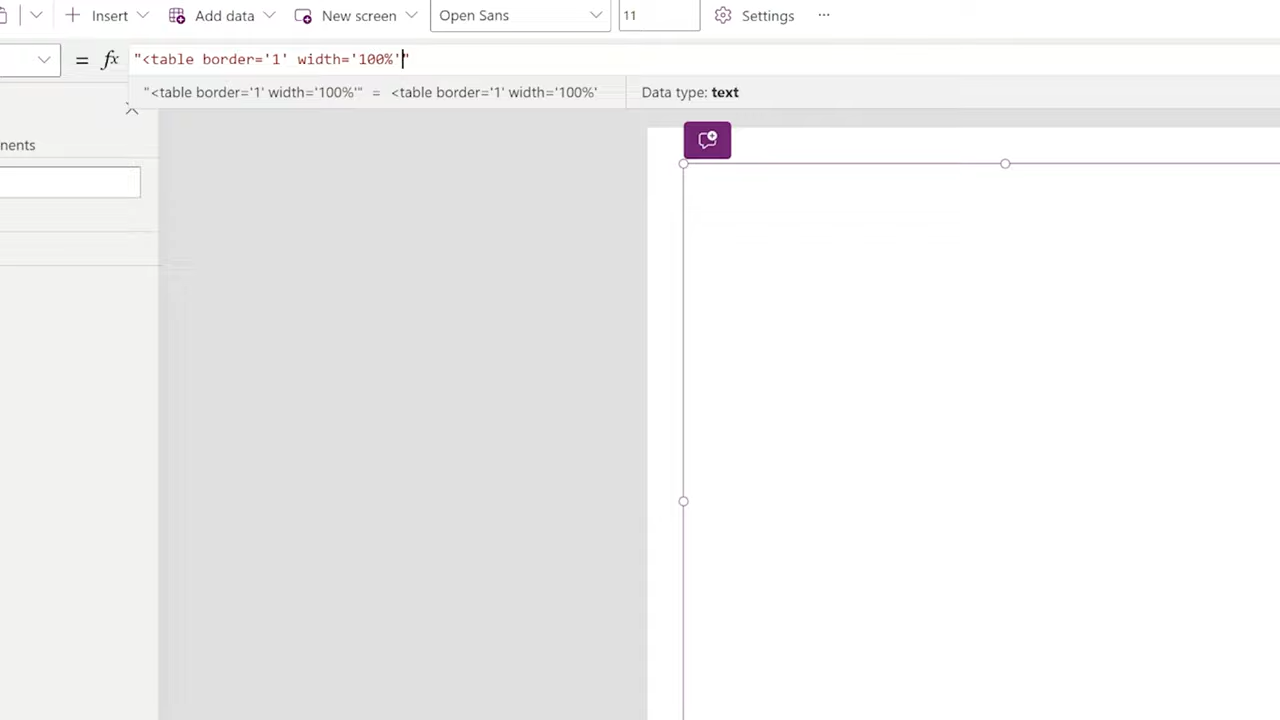 Insert Add data New screen Open Sans 11 Settings ...
= fx "<table border='1' width='100%'"
"<table border='1' width='100%'" = <table border='1' width='100%' Data type: text
nents